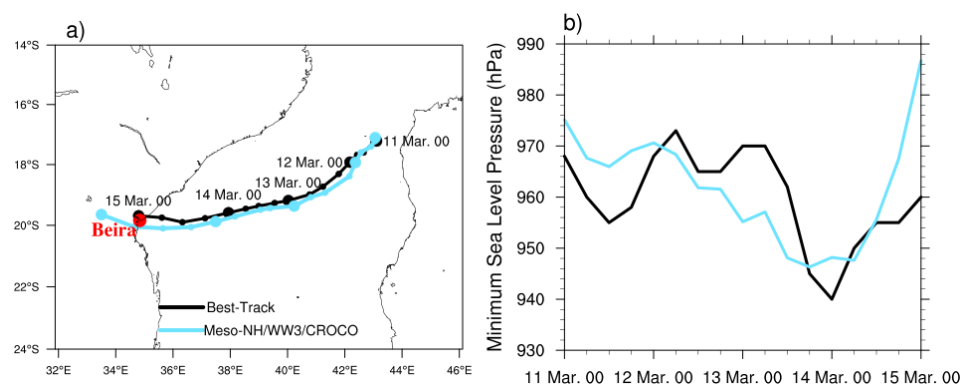 a)
14°S
16°S
18°S
20°S
22°S
24°S
32°E
34°E
36°E
38°E
40°E
42°E
44°E
46°E
11 Mar. 00
12 Mar. 00
13 Mar. 00
14 Mar. 00
15 Mar. 00
Beira
Best-Track
Meso-NH/WW3/CROCO
b)
Minimum Sea Level Pressure (hPa)
990
980
970
960
950
940
930
11 Mar. 00
12 Mar. 00
13 Mar. 00
14 Mar. 00
15 Mar. 00